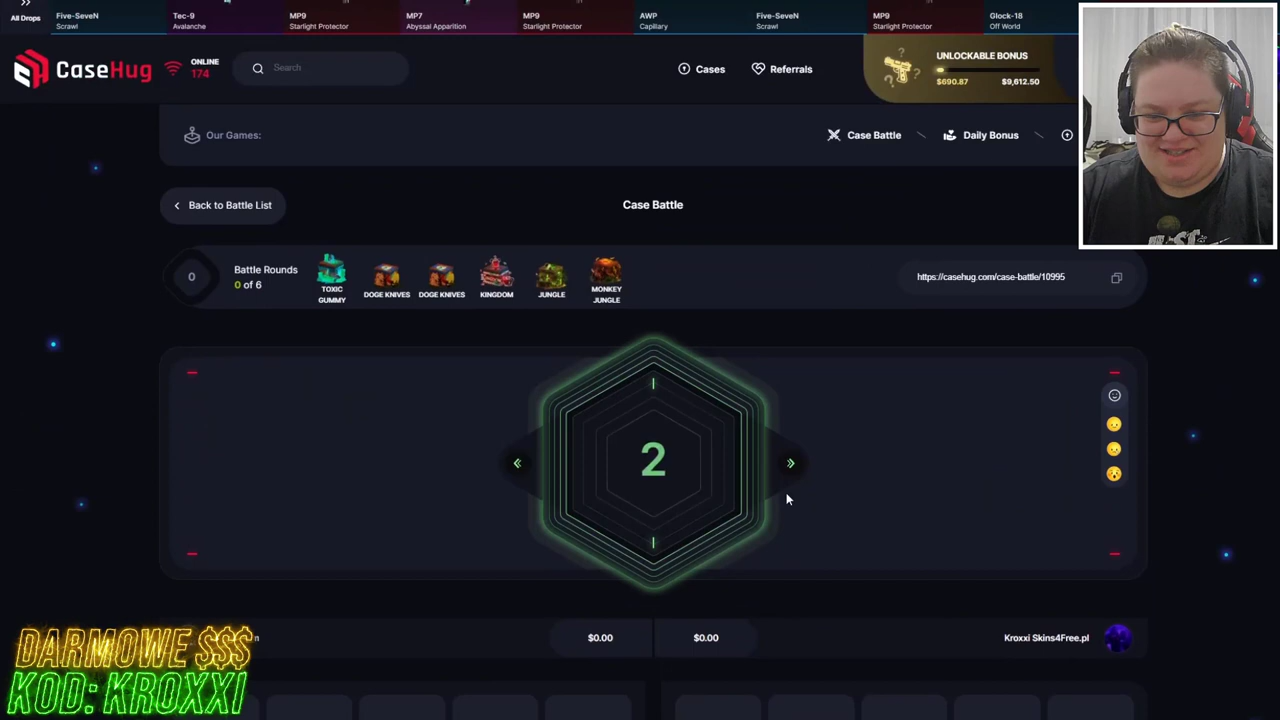 All Drops
Five-SeveN
Scrawl
Tec-9
Avalanche
MP9
Starlight Protector
MP7
Abyssal Apparition
MP9
Starlight Protector
AWP
Capillary
Five-SeveN
Scrawl
MP9
Starlight Protector
Glock-18
Off World
CaseHug
ONLINE
174
Search
Cases
Referrals
UNLOCKABLE BONUS
$690.87
$9,612.50
Our Games:
Case Battle
Daily Bonus
Back to Battle List
Case Battle
0
Battle Rounds
0 of 6
TOXIC
GUMMY
DOGE KNIVES
DOGE KNIVES
KINGDOM
JUNGLE
MONKEY
JUNGLE
https://casehug.com/case-battle/10995
2
$0.00
$0.00
Kroxxi Skins4Free.pl
DARMOWE $$$
KOD: KROXXI